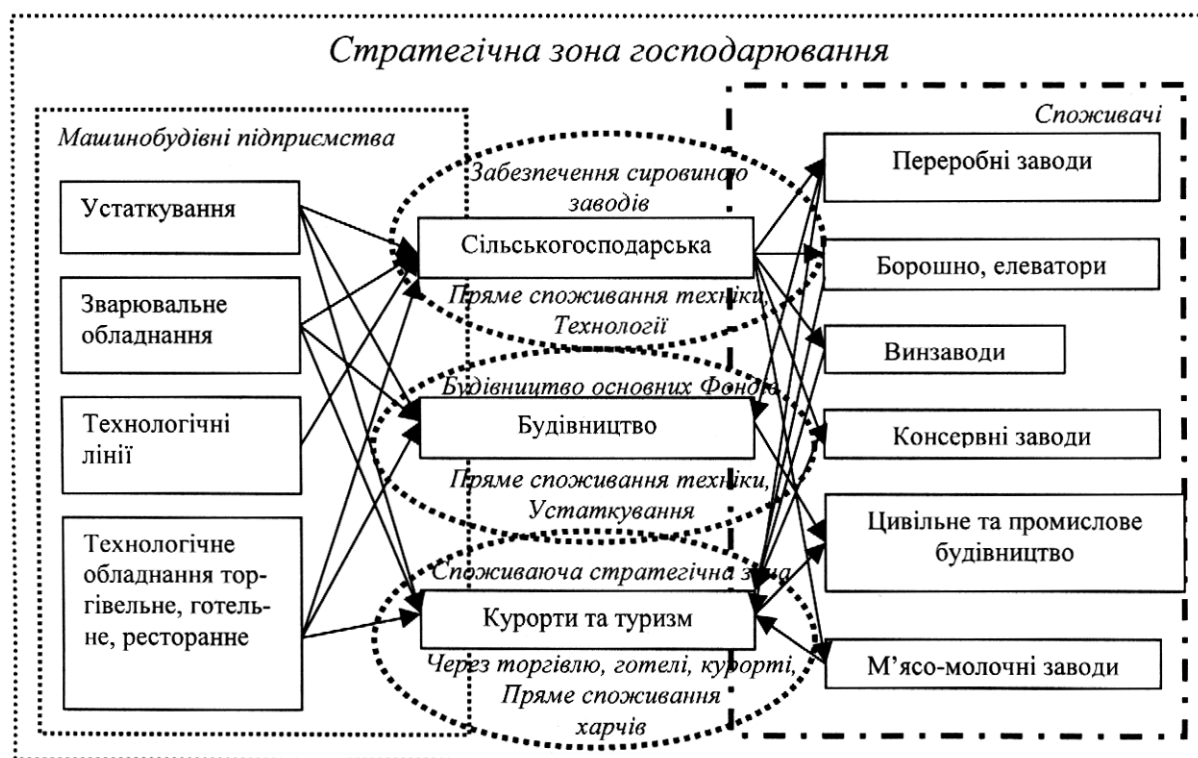 Стратегічна зона господарювання
Машинобудівні підприємства
Устаткування
Зварювальне
обладнання
Технологічні
лінії
Технологічне
обладнання тор-
гівельне, готель-
не, ресторанне
Забезпечення сировиною
заводів
Сільськогосподарська
Пряме споживання техніки,
Технології
Будівництво основних Фондів
Будівництво
Пряме споживання техніки,
Устаткування
Споживаюча стратегічна зона
Курорти та туризм
Через торгівлю, готелі, курорті,
Пряме споживання
харчів
Споживачі
Переробні заводи
Борошно, елеватори
Винзаводи
Консервні заводи
Цивільне та промислове
будівництво
М’ясо-молочні заводи